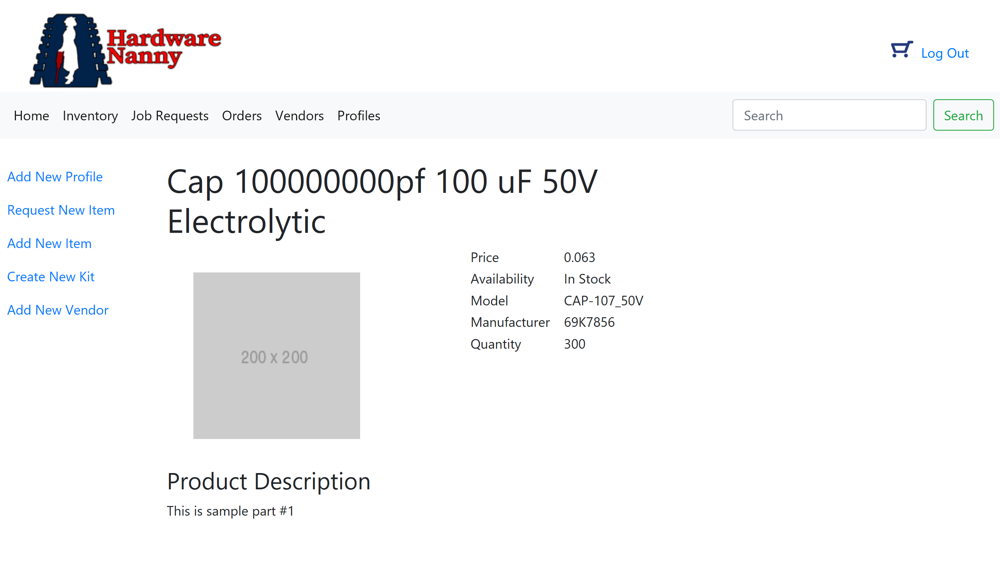 Hardware
Nanny
Log Out
Home Inventory Job Requests Orders Vendors Profiles Search Search
Add New Profile
Request New Item
Add New Item
Create New Kit
Add New Vendor
Cap 100000000pf 100 uF 50V
Electrolytic
200 x 200
Price 0.063
Availability In Stock
Model CAP-107_50V
Manufacturer 69K7856
Quantity 300
Product Description
This is sample part #1